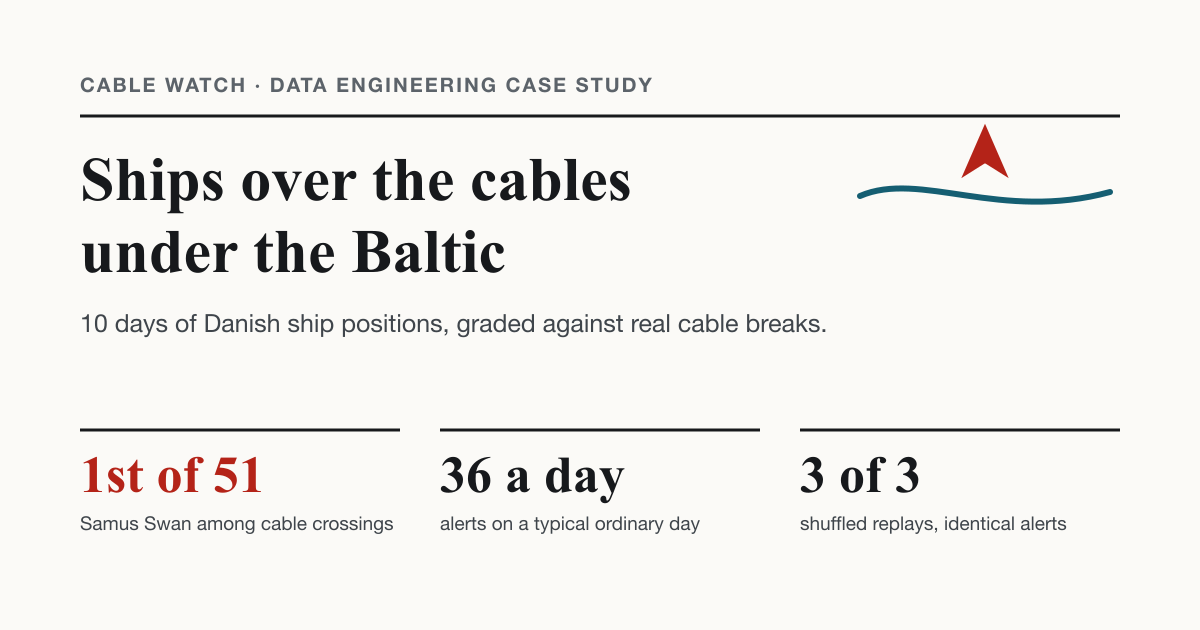 CABLE WATCH · DATA ENGINEERING CASE STUDY
Ships over the cables
under the Baltic
10 days of Danish ship positions, graded against real cable breaks.
1st of 51
Samus Swan among cable crossings
36 a day
alerts on a typical ordinary day
3 of 3
shuffled replays, identical alerts